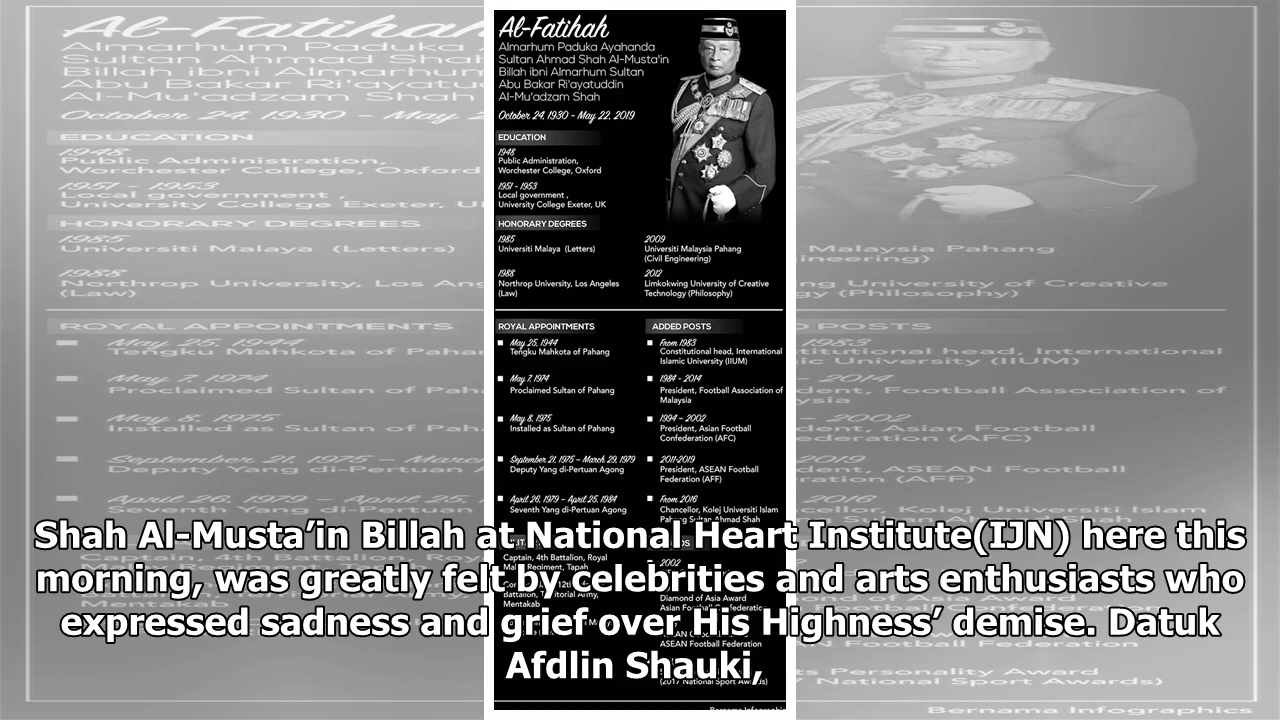 Al-Fatihah
Almarhum Paduka Ayahanda
Sultan Ahmad Shah Al-Musta'in
Billah ibni Almarhum Sultan
Abu Bakar Ri'ayatuddin
Al-Mu'adzam Shah
October 24, 1930 - May 22, 2019
EDUCATION
1948
Public Administration,
Worchester College, Oxford
1951 - 1953
Local government ,
University College Exeter, UK
HONORARY DEGREES
1985
Universiti Malaya (Letters)
1988
Northrop University, Los Angeles
(Law)
2009
Universiti Malaysia Pahang
(Civil Engineering)
2012
Limkokwing University of Creative
Technology (Philosophy)
ROYAL APPOINTMENTS
May 25, 1944
Tengku Mahkota of Pahang
May 7, 1974
Proclaimed Sultan of Pahang
May 8, 1975
Installed as Sultan of Pahang
September 21, 1975 – March 29, 1979
Deputy Yang di-Pertuan Agong
April 26, 1979 – April 25, 1984
Seventh Yang di-Pertuan Agong
ADDED POSTS
From 1983
Constitutional head, International
Islamic University (IIUM)
1984 - 2014
President, Football Association of
Malaysia
1994 – 2002
President, Asian Football
Confederation (AFC)
2011-2019
President, ASEAN Football
Federation (AFF)
From 2016
Chancellor, Kolej Universiti Islam
Pahang Sultan Ahmad Shah
Captain, 4th Battalion, Royal
Malay Regiment, Tapah
Battalion, Territorial Army,
Mentakab
2002
Diamond of Asia Award
Asian Football Confederation
ASEAN Football Federation
(2017 National Sport Awards)
Bernama Infographics
Shah Al-Musta’in Billah at National Heart Institute(IJN) here this
morning, was greatly felt by celebrities and arts enthusiasts who
expressed sadness and grief over His Highness’ demise. Datuk
Afdlin Shauki,